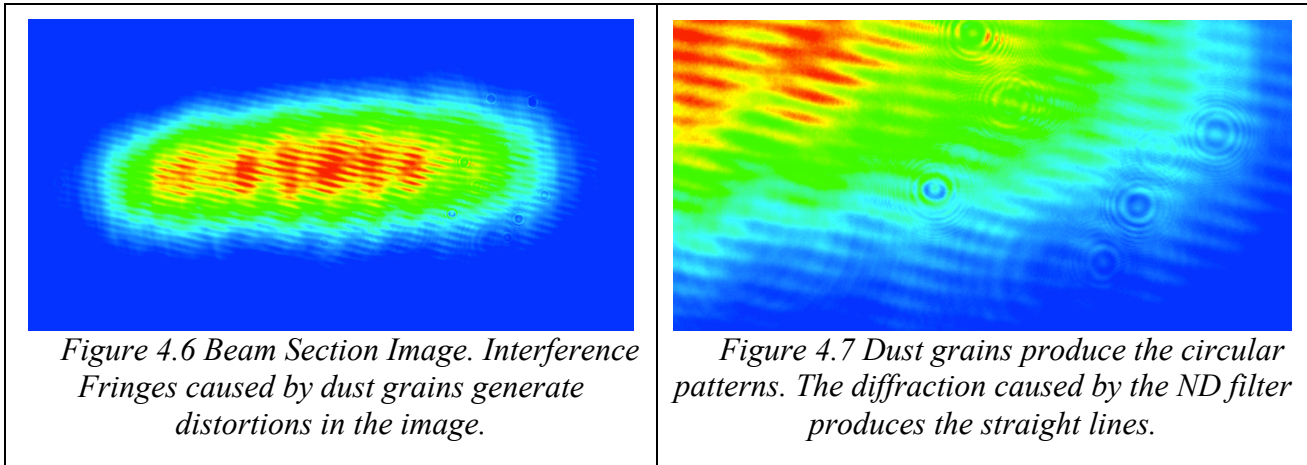 Figure 4.6 Beam Section Image. Interference
Fringes caused by dust grains generate
distortions in the image.
Figure 4.7 Dust grains produce the circular
patterns. The diffraction caused by the ND filter
produces the straight lines.